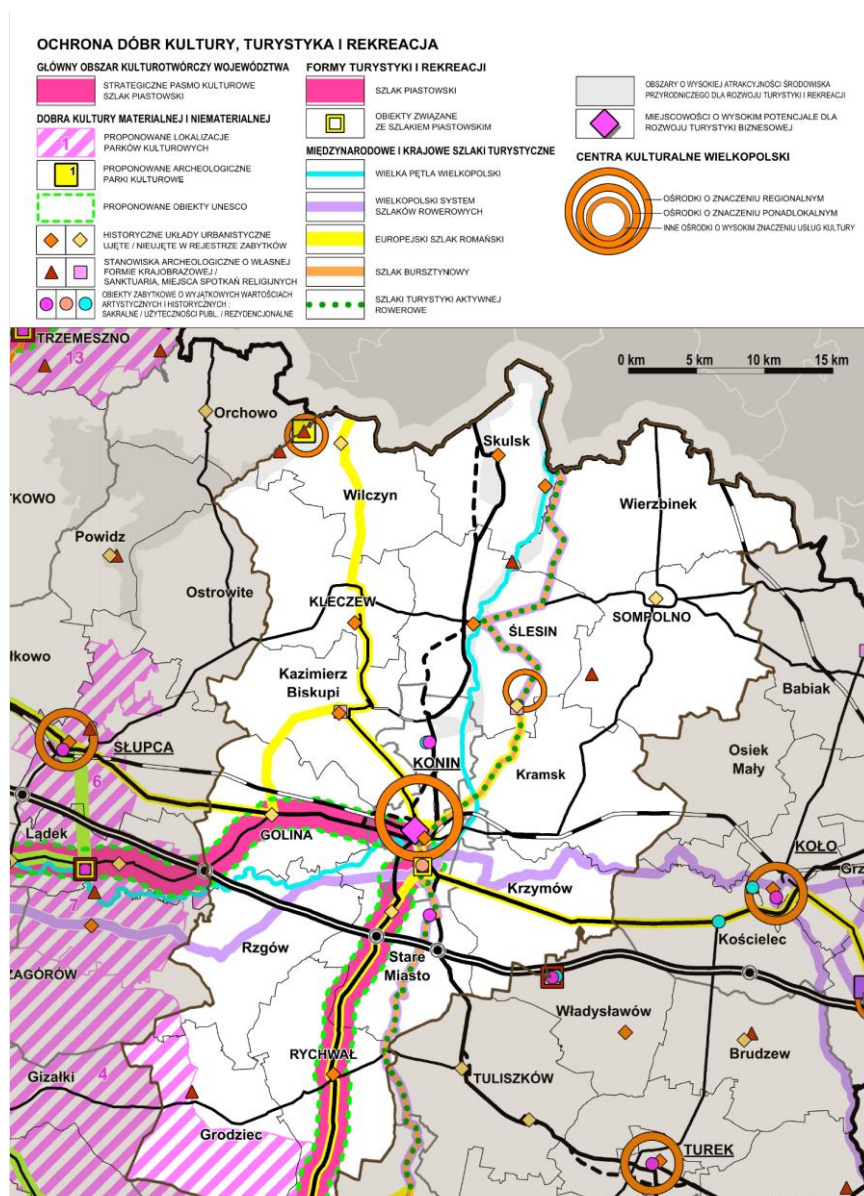 OCHRONA DÓBR KULTURY, TURYSTYKA I REKREACJA
GŁÓWNY OBSZAR KULTUROTWÓRCZY WOJEWÓDZTWA
STRATEGICZNE PASMO KULTUROWE
SZLAK PIASTOWSKI
DOBRA KULTURY MATERIALNEJ I NIEMATERIALNEJ
1
PROPONOWANE LOKALIZACJE
PARKÓW KULTUROWYCH
1
PROPONOWANE ARCHEOLOGICZNE
PARKI KULTUROWE
PROPONOWANE OBIEKTY UNESCO
HISTORYCZNE UKŁADY URBANISTYCZNE
UJĘTE / NIEUJĘTE W REJESTRZE ZABYTKÓW
STANOWISKA ARCHEOLOGICZNE O WŁASNEJ
FORMIE KRAJOBRAZOWEJ /
SANKTUARIA, MIEJSCA SPOTKAŃ RELIGIJNYCH
OBIEKTY ZABYTKOWE O WYJĄTKOWYCH WARTOŚCIACH
ARTYSTYCZNYCH I HISTORYCZNYCH :
SAKRALNE / UŻYTECZNOŚCI PUBL. / REZYDENCJONALNE
FORMY TURYSTYKI I REKREACJI
SZLAK PIASTOWSKI
OBIEKTY ZWIĄZANE
ZE SZLAKIEM PIASTOWSKIM
MIĘDZYNARODOWE I KRAJOWE SZLAKI TURYSTYCZNE
WIELKA PĘTLA WIELKOPOLSKI
WIELKOPOLSKI SYSTEM
SZLAKÓW ROWEROWYCH
EUROPEJSKI SZLAK ROMAŃSKI
SZLAK BURSZTYNOWY
SZLAKI TURYSTYKI AKTYWNEJ
ROWEROWE
OBSZARY O WYSOKIEJ ATRAKCYJNOŚCI ŚRODOWISKA
PRZYRODNICZEGO DLA ROZWOJU TURYSTYKI I REKREACJI
MIEJSCOWOŚCI O WYSOKIM POTENCJALE DLA
ROZWOJU TURYSTYKI BIZNESOWEJ
CENTRA KULTURALNE WIELKOPOLSKI
OŚRODKI O ZNACZENIU REGIONALNYM
OŚRODKI O ZNACZENIU PONADLOKALNYM
INNE OŚRODKI O WYSOKIM ZNACZENIU USŁUG KULTURY
TRZEMESZNO
13
0 km 5 km 10 km 15 km
Orchowo
Skulsk
Wilczyn
Wierzbinek
TKOWO
Powidz
Ostrowite
KLECZEW
ŚLESIN
SOMPOLNO
łkowo
Kazimierz
Biskupi
Babiak
SŁUPCA
KONIN
Osiek
Mały
6
Kramsk
Lądek
GOLINA
KOŁO
Grz
7
Krzymów
Kościelec
Rzgów
Stare
Miasto
ZAGÓRÓW
Władysławów
Brudzew
RYCHWAŁ
Gizałki
4
TULISZKÓW
Grodziec
TUREK